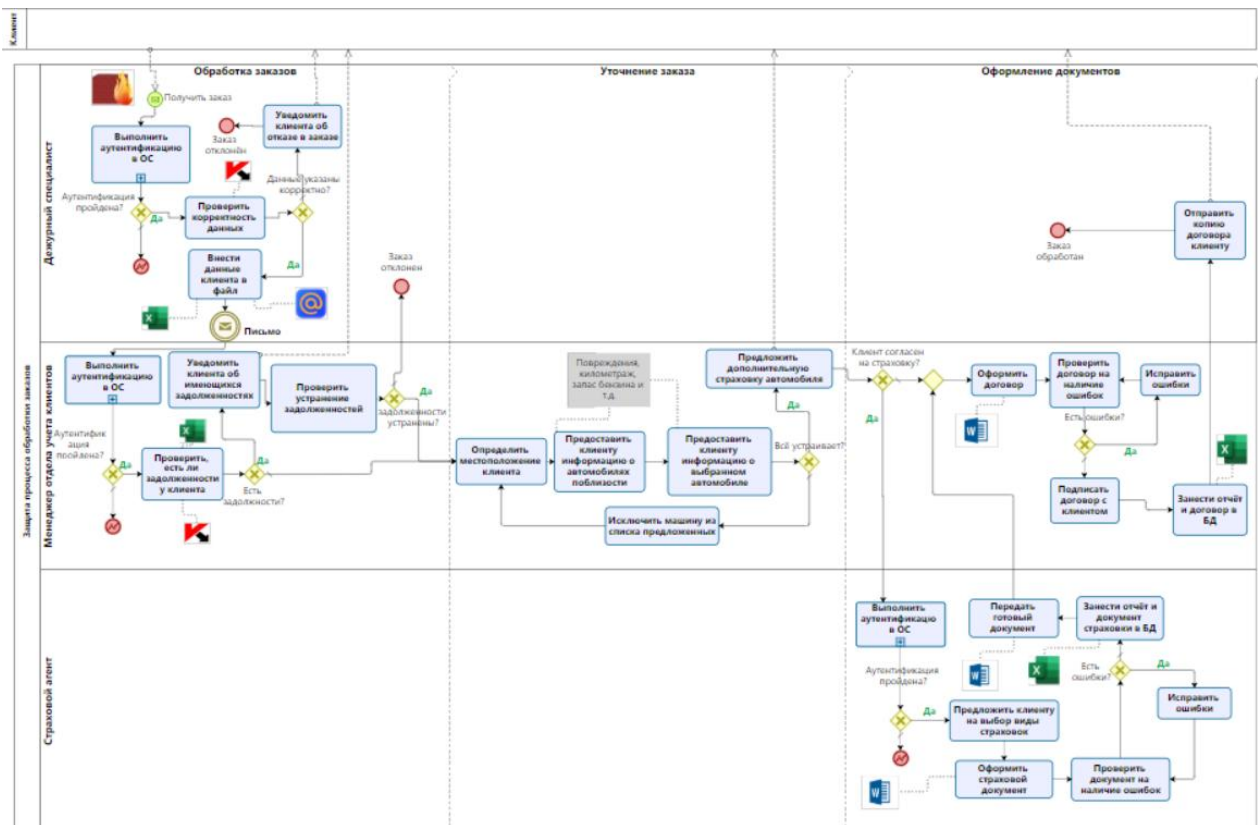 Клиент
Защита процесса обработки заказов
Дежурный специалист
Менеджер отдела учета клиентов
Страховой агент
Обработка заказов
Уточнение заказа
Оформление документов
Получить заказ
Выполнить
аутентификацию
в ОС
Аутентификация
пройдена?
Да
Проверить
корректность
данных
Данные указаны
корректно?
Уведомить
клиента об
отказе в заказе
Заказ
отклонён
Да
Внести
данные
клиента в
файл
Письмо
Заказ
отклонен
Отправить
копию
договора
клиенту
Заказ
обработан
Выполнить
аутентификацию
в ОС
Аутентифик
ация
пройдена?
Да
Проверить,
есть ли
задолженности
у клиента
Да
Есть
задолжности?
Уведомить
клиента об
имеющихся
задолженностях
Проверить
устранение
задолженностей
Да
задолженности
устранены?
Определить
местоположение
клиента
Предоставить
клиенту
информацию о
автомобилях
поблизости
Повреждения,
километраж,
запас бензина и
т.д.
Предоставить
клиенту
информацию о
выбранном
автомобиле
Всё устраивает?
Да
Исключить машину из
списка предложенных
Предложить
дополнительную
страховку автомобиля
Клиент согласен
на страховку?
Да
Оформить
договор
Проверить
договор на
наличие
ошибок
Исправить
ошибки
Есть ошибки?
Да
Подписать
договор с
клиентом
Занести отчёт
и договор в
БД
Выполнить
аутентификацю
в ОС
Аутентификация
пройдена?
Да
Предложить клиенту
на выбор виды
страховок
Оформить
страховой
документ
Проверить
документ на
наличие ошибок
Есть
ошибки?
Да
Исправить
ошибки
Занести отчёт и
документ
страховки в БД
Передать
готовый
документ